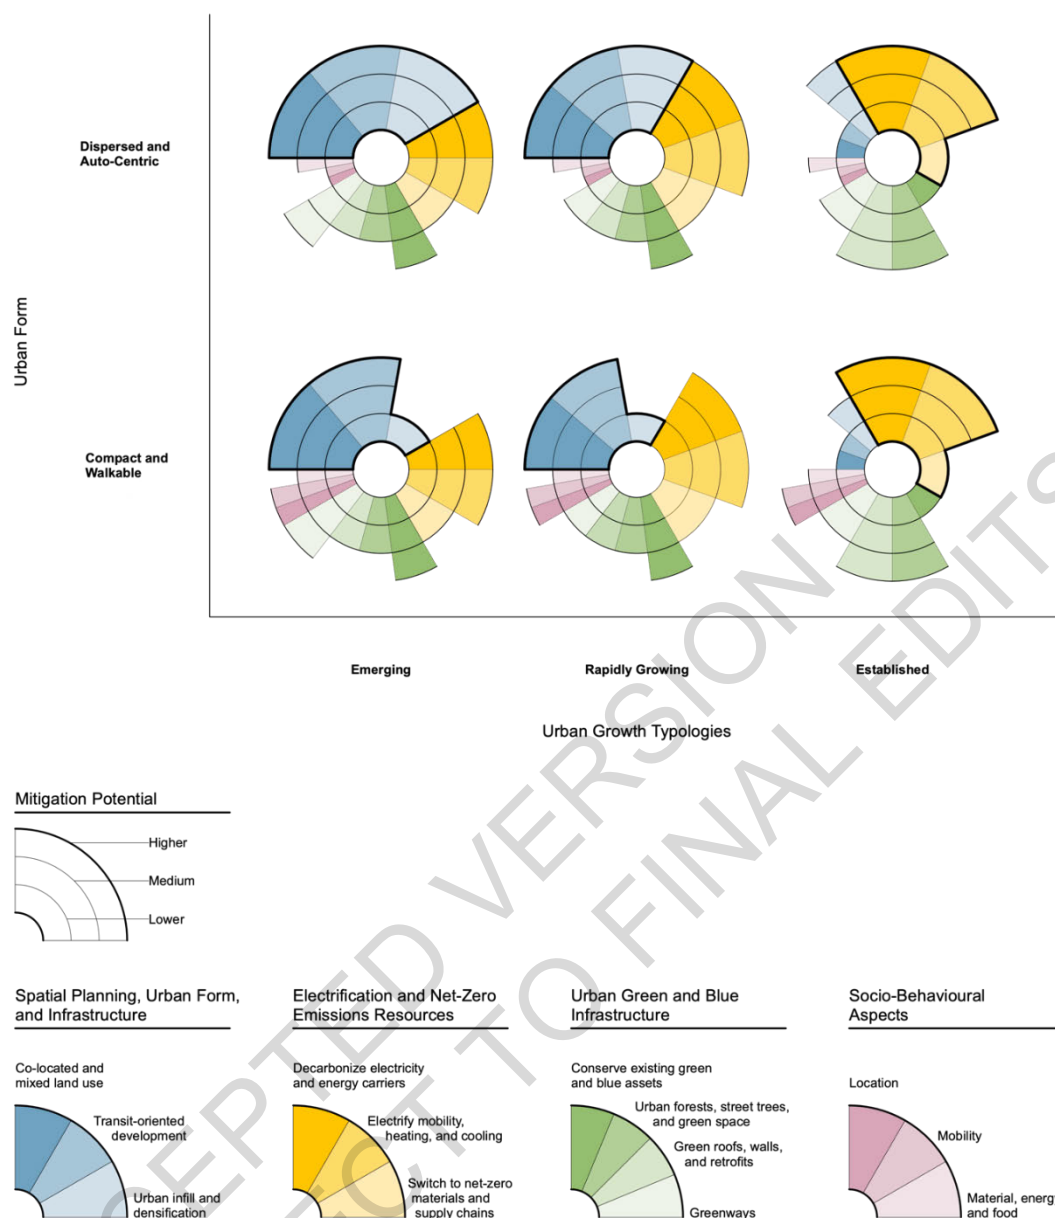 Urban Form
Dispersed and
Auto-Centric
Compact and
Walkable
Emerging
Rapidly Growing
Established
Urban Growth Typologies
Mitigation Potential
Higher
Medium
Lower
Spatial Planning, Urban Form,
and Infrastructure
Co-located and
mixed land use
Transit-oriented
development
Urban infill and
densification
Electrification and Net-Zero
Emissions Resources
Decarbonize electricity
and energy carriers
Electrify mobility,
heating, and cooling
Switch to net-zero
materials and
supply chains
Urban Green and Blue
Infrastructure
Conserve existing green
and blue assets
Urban forests, street trees,
and green space
Green roofs, walls,
and retrofits
Greenways
Socio-Behavioural
Aspects
Location
Mobility
Material, energy
and food
CEPTED VERSION
ECT TO FINAL EDITS